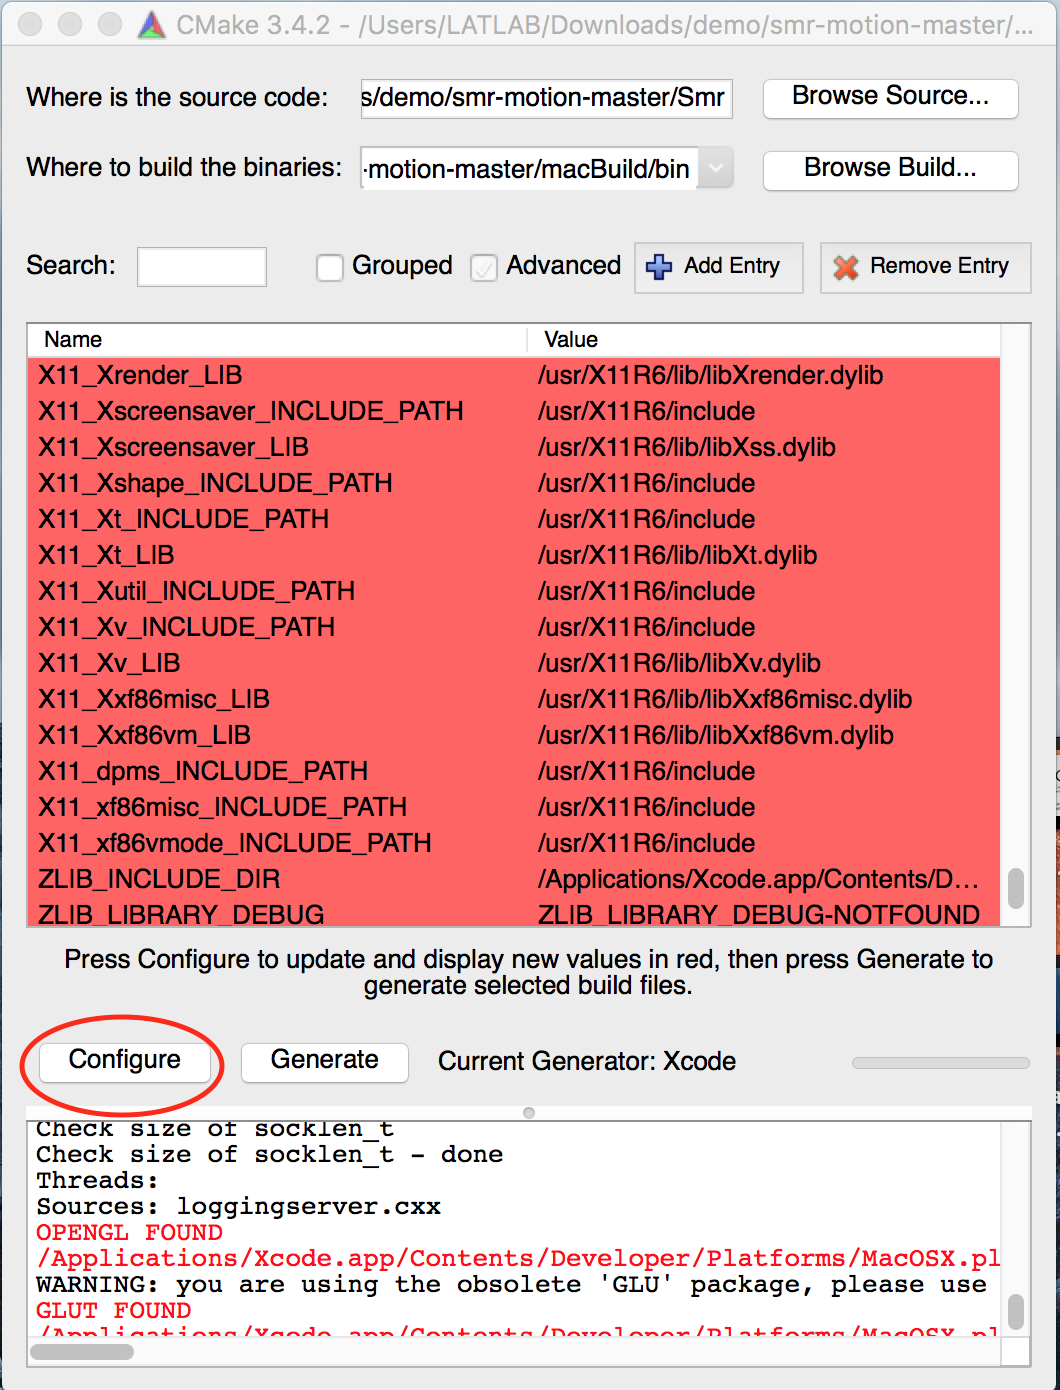 CMake 3.4.2 - /Users/LATLAB/Downloads/demo/smr-motion-master/...
Where is the source code: s/demo/smr-motion-master/Smr Browse Source...
Where to build the binaries: -motion-master/macBuild/bin Browse Build...
Search: Grouped Advanced Add Entry Remove Entry
Name Value
X11_Xrender_LIB /usr/X11R6/lib/libXrender.dylib
X11_Xscreensaver_INCLUDE_PATH /usr/X11R6/include
X11_Xscreensaver_LIB /usr/X11R6/lib/libXss.dylib
X11_Xshape_INCLUDE_PATH /usr/X11R6/include
X11_Xt_INCLUDE_PATH /usr/X11R6/include
X11_Xt_LIB /usr/X11R6/lib/libXt.dylib
X11_Xutil_INCLUDE_PATH /usr/X11R6/include
X11_Xv_INCLUDE_PATH /usr/X11R6/include
X11_Xv_LIB /usr/X11R6/lib/libXv.dylib
X11_Xxf86misc_LIB /usr/X11R6/lib/libXxf86misc.dylib
X11_Xxf86vm_LIB /usr/X11R6/lib/libXxf86vm.dylib
X11_dpms_INCLUDE_PATH /usr/X11R6/include
X11_xf86misc_INCLUDE_PATH /usr/X11R6/include
X11_xf86vmode_INCLUDE_PATH /usr/X11R6/include
ZLIB_INCLUDE_DIR /Applications/Xcode.app/Contents/D...
ZLIB_LIBRARY_DEBUG ZLIB_LIBRARY_DEBUG-NOTFOUND
Press Configure to update and display new values in red, then press Generate to
generate selected build files.
Configure Generate Current Generator: Xcode
Check size of socklen_t
Check size of socklen_t - done
Threads:
Sources: loggingserver.cxx
OPENGL FOUND
/Applications/Xcode.app/Contents/Developer/Platforms/MacOSX.pl
WARNING: you are using the obsolete 'GLU' package, please use
GLUT FOUND
/Applications/Xcode.app/Contents/Developer/Platforms/MacOSX.pl